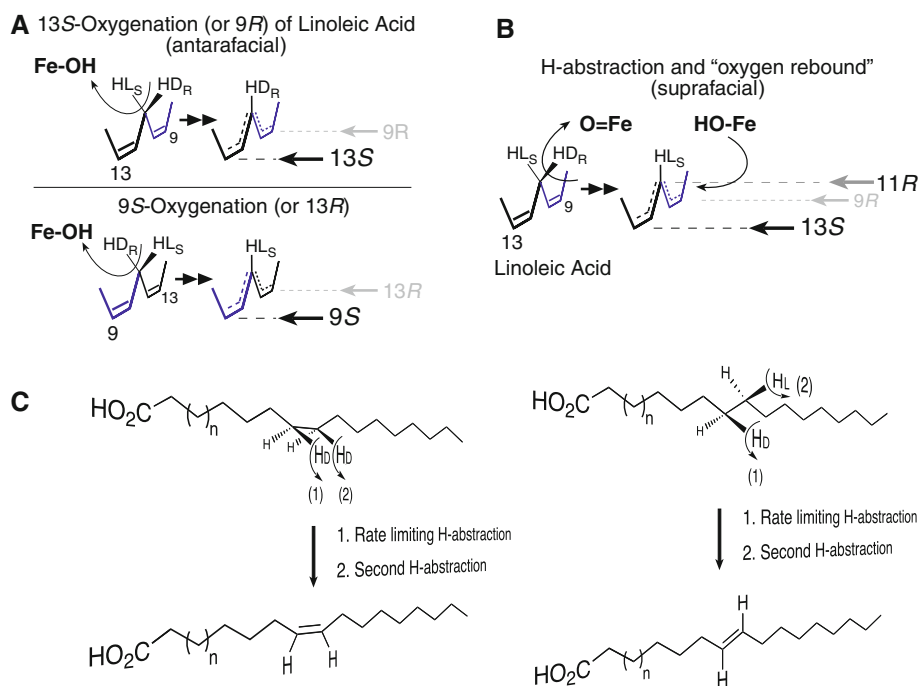 A
13S-Oxygenation (or 9R) of Linoleic Acid
(antarafacial)
Fe-OH
HLS
HDR
HDR
9
13
9R
13S
9S-Oxygenation (or 13R)
Fe-OH
HDR
HLS
HLS
13
9
13R
9S
B
H-abstraction and "oxygen rebound"
(suprafacial)
O=Fe
HO-Fe
HLS
HDR
HLS
9
13
11R
9R
13S
Linoleic Acid
C
HO2C
( )n
H
H
HD
HD
(1)
(2)
1. Rate limiting H-abstraction
2. Second H-abstraction
HO2C
( )n
H
H
HO2C
( )n
H
HL (2)
H
HD
(1)
1. Rate limiting H-abstraction
2. Second H-abstraction
HO2C
( )n
H
H